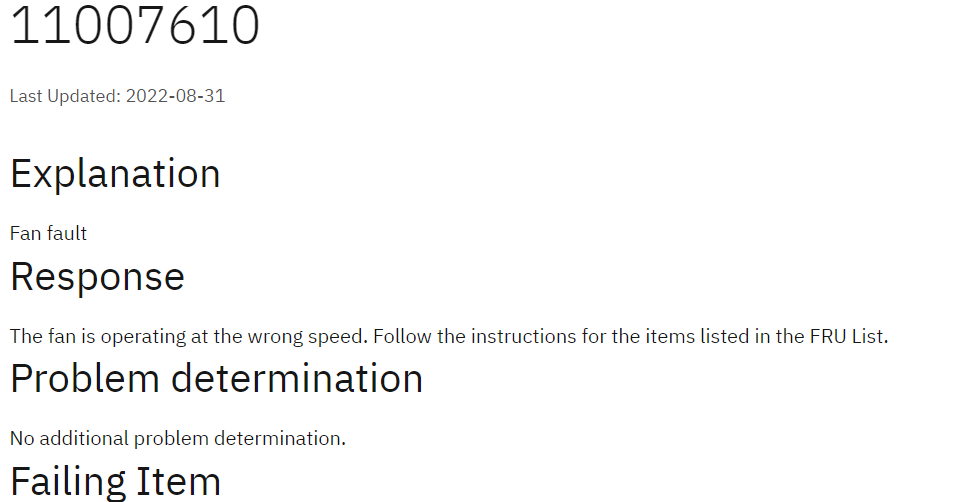 11007610
Last Updated: 2022-08-31
Explanation
Fan fault
Response
The fan is operating at the wrong speed. Follow the instructions for the items listed in the FRU List.
Problem determination
No additional problem determination.
Failing Item